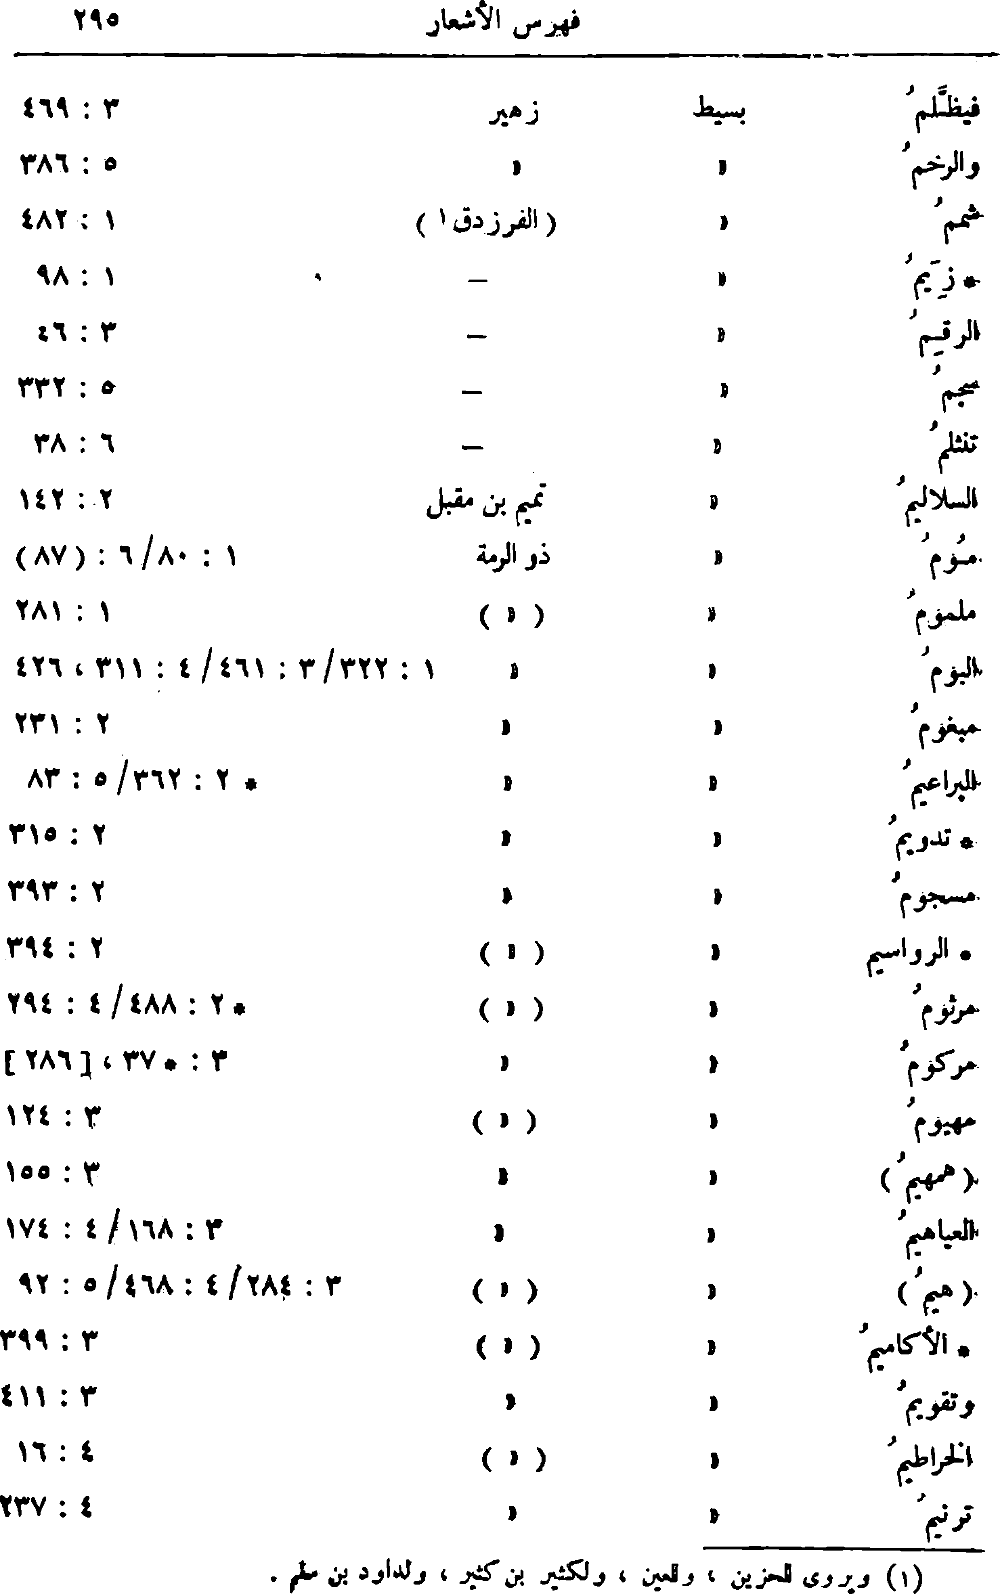 فهرس الأشعار ٢٩٥
فيظَّلمُ بسيط زهير ٣ : ٤٦٩
والرخمُ » » ٥ : ٣٨٦
شممُ » ( الفرزدق١ ) ١ : ٤٨٢
* زِيَمُ » — ١ : ٩٨
الرقِمُ » — ٣ : ٤٦
سجمُ » — ٥ : ٣٣٢
تنثلمُ » — ٦ : ٣٨
السلاليمُ » تميم بن مقبل ٢ : ١٤٢
مُومُ » ذو الرمة ١ : ٨٠/٦ : (٨٧)
ملمومُ » ( » ) ١ : ٢٨١
البومُ » » ١ : ٣٢٢/٣ : ٤٦١/٤ : ٣١١ ، ٤٢٦
مبغومُ » » ٢ : ٢٣١
البراعيمُ » » * ٢ : ٣٦٢/٥ : ٨٣
* تدويمُ » » ٢ : ٣١٥
مسجومُ » » ٢ : ٣٩٣
* الرواسيم » ( » ) ٢ : ٣٩٤
مرثومُ » ( » ) * ٢ : ٤٨٨/٤ : ٢٩٤
مركومُ » » ٣ : * ٣٧ ، [ ٢٨٦ ]
مهيومُ » ( » ) ٣ : ١٢٤
( همهيمُ ) » » ٣ : ١٥٥
العياهيمُ » » ٣ : ١٦٨/٤ : ١٧٤
( هيمُ ) » ( » ) ٣ : ٢٨٤/٤ : ٤٦٨/٥ : ٩٢
* الأكاميمُ » ( » ) ٣ : ٣٩٩
وتقويمُ » » ٣ : ٤١١
الخراطيمُ » ( » ) ٤ : ١٦
ترنيمُ » » ٤ : ٢٣٧
(١) ويروى للحزين ، وللعين ، ولكثير بن كثير ، ولداود بن سلم .